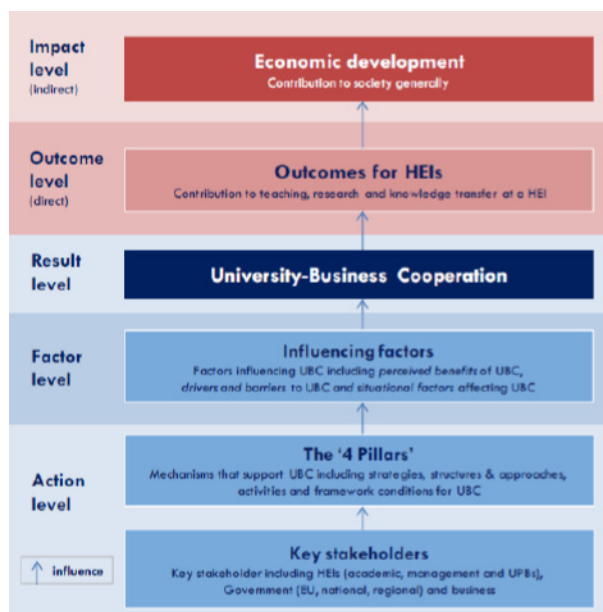 Impact
level
(indirect)
Economic development
Contribution to society generally
Outcome
level
(direct)
Outcomes for HEIs
Contribution to teaching, research and knowledge transfer at a HEI
Result
level
University-Business Cooperation
Factor
level
Influencing factors
Factors influencing UBC including perceived benefits of UBC,
drivers and barriers to UBC and situational factors affecting UBC
Action
level
The '4 Pillars'
Mechanisms that support UBC including strategies, structures & approaches,
activities and framework conditions for UBC
influence
Key stakeholders
Key stakeholder including HEIs (academic, management and UPBs),
Government (EU, national, regional) and business